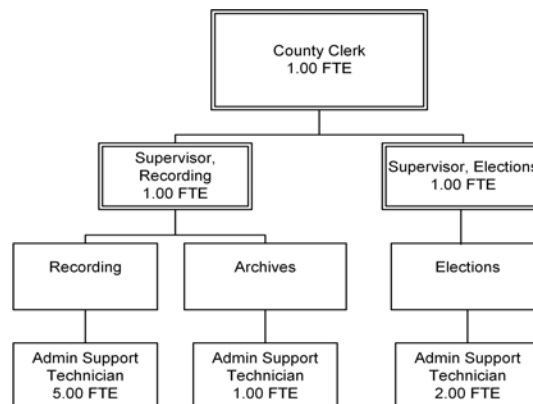 County Clerk
1.00 FTE
Supervisor,
Recording
1.00 FTE
Supervisor, Elections
1.00 FTE
Recording
Archives
Elections
Admin Support
Technician
5.00 FTE
Admin Support
Technician
1.00 FTE
Admin Support
Technician
2.00 FTE